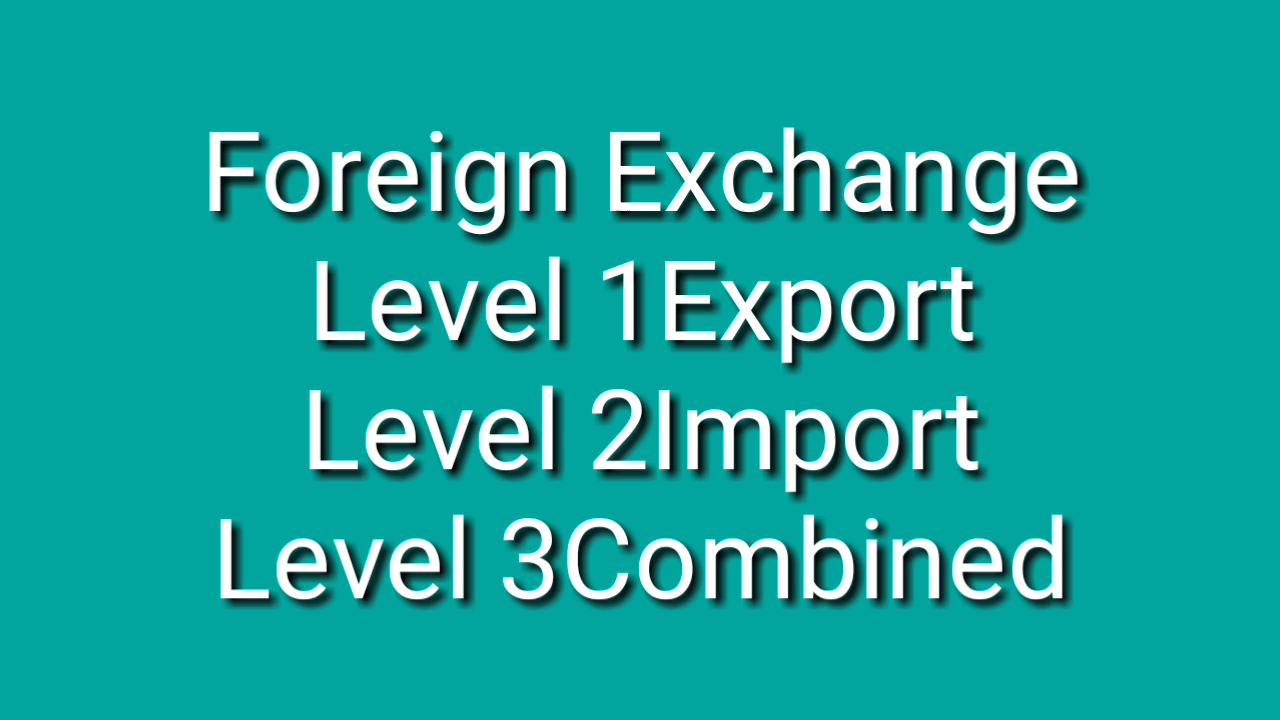 Foreign Exchange
Level 1Export
Level 2Import
Level 3Combined